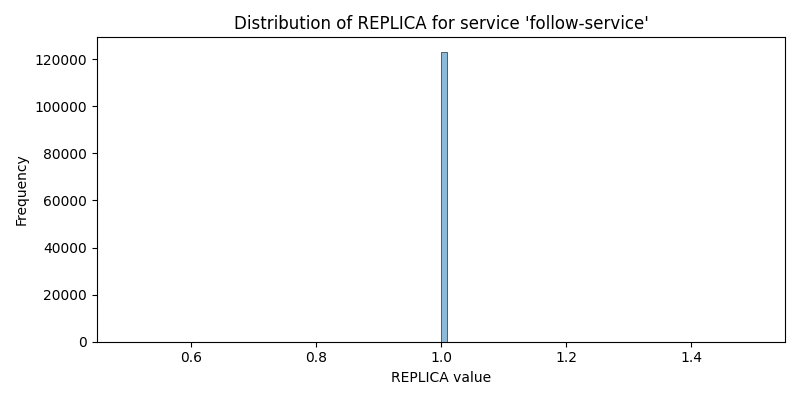 Distribution of REPLICA for service 'follow-service'
120000
100000
80000
60000
40000
20000
0
Frequency
0.6 0.8 1.0 1.2 1.4
REPLICA value